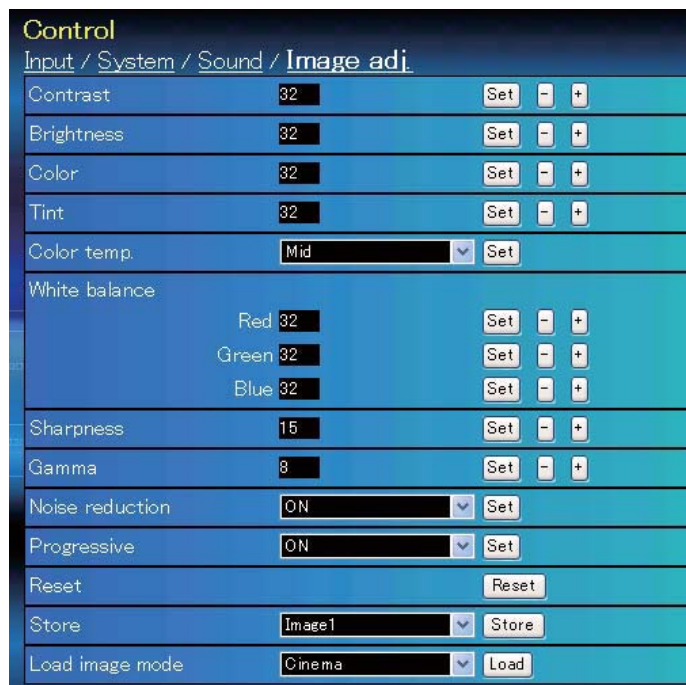 Control
Input / System / Sound / Image adj.
Contrast 32 Set - +
Brightness 32 Set - +
Color 32 Set - +
Tint 32 Set - +
Color temp. Mid Set
White balance
Red 32 Set - +
Green 32 Set - +
Blue 32 Set - +
Sharpness 15 Set - +
Gamma 8 Set - +
Noise reduction ON Set
Progressive ON Set
Reset Reset
Store Image1 Store
Load image mode Cinema Load